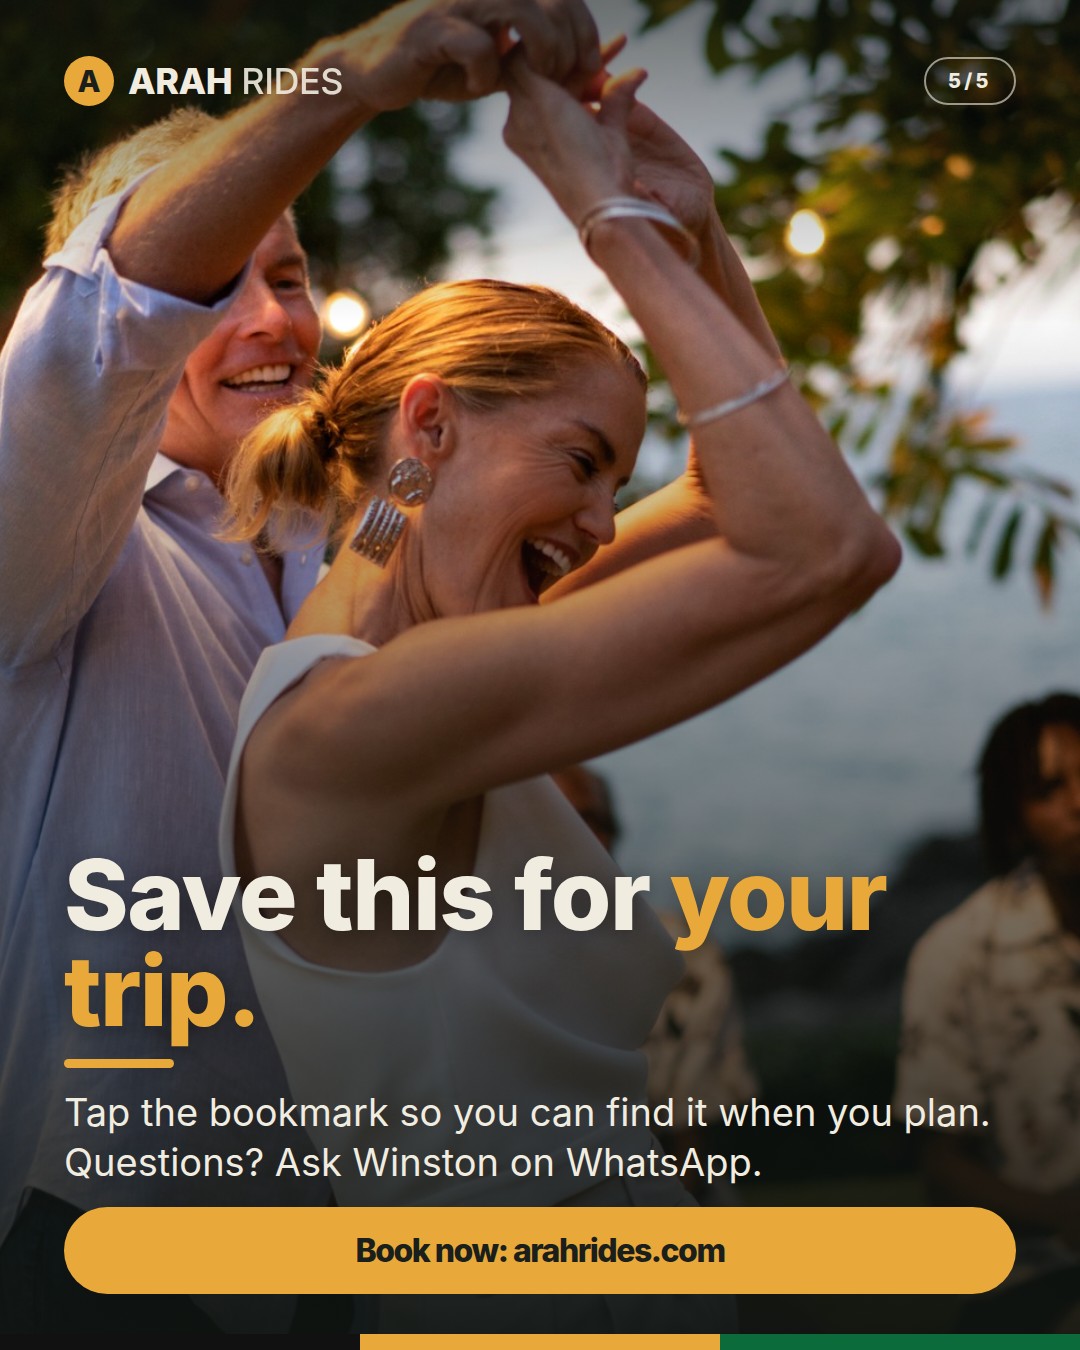 A ARAH RIDES
5/5
Save this for your
trip.
Tap the bookmark so you can find it when you plan.
Questions? Ask Winston on WhatsApp.
Book now: arahrides.com